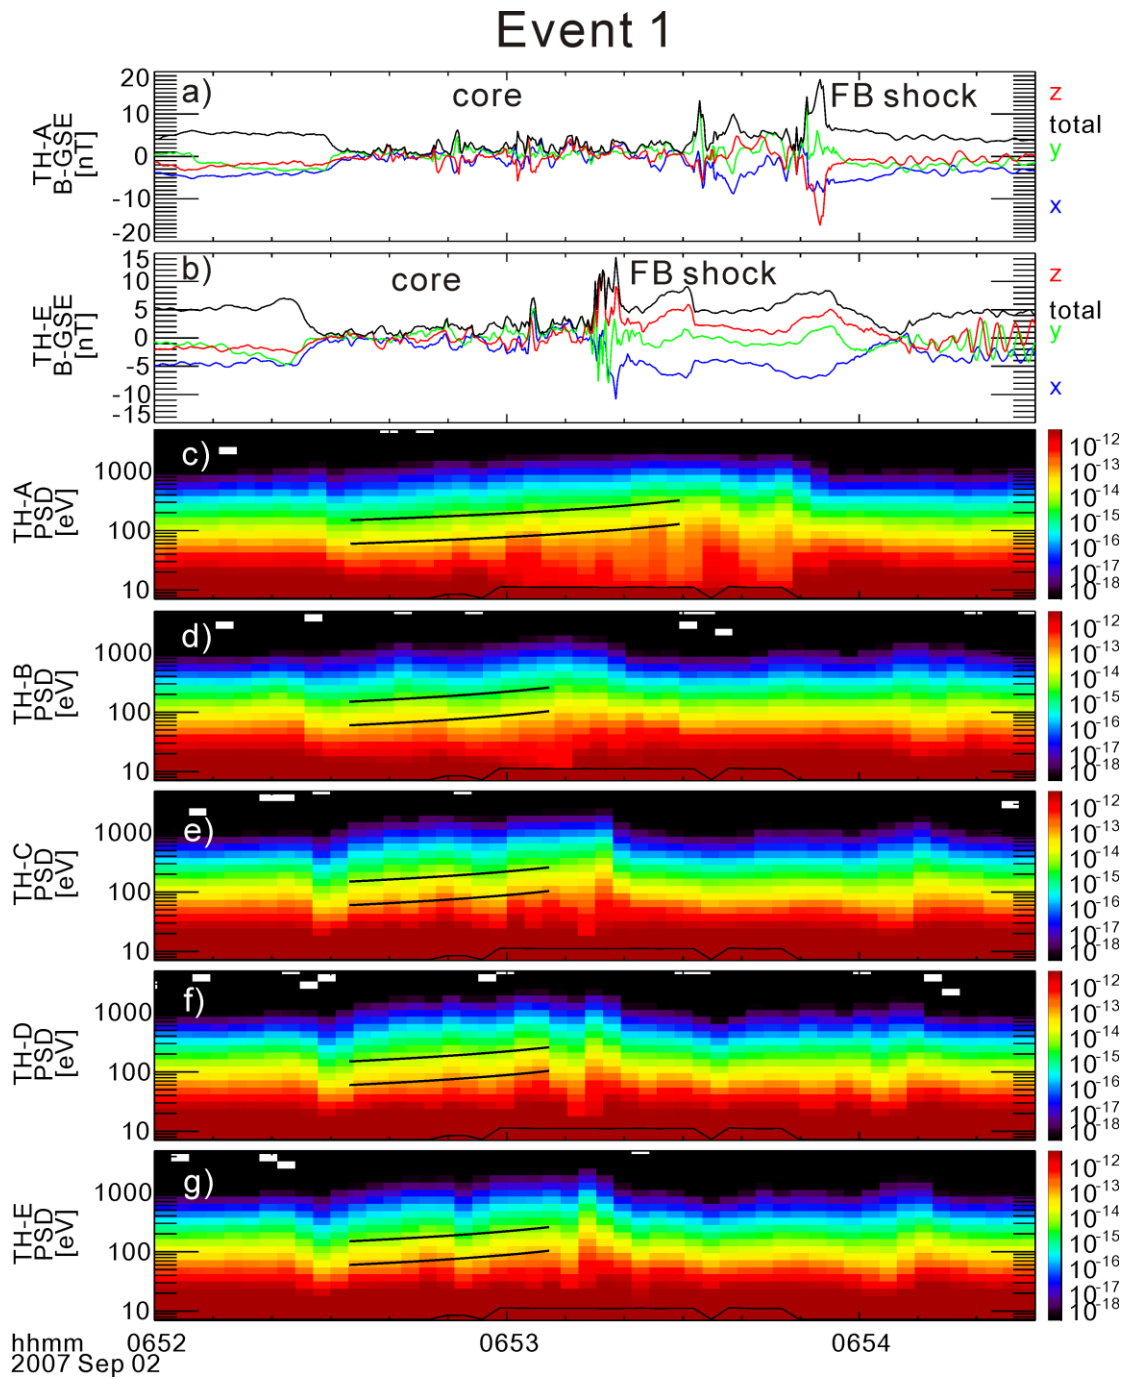 Event 1
a)
core
FB shock
TH-A
B-GSE
[nT]
20
10
0
-10
-20
z
total
y
x
b)
core
FB shock
TH-E
B-GSE
[nT]
15
10
5
0
-5
-10
-15
z
total
y
x
c)
TH-A
PSD
[eV]
1000
100
10
10-12
10-13
10-14
10-15
10-16
10-17
10-18
d)
TH-B
PSD
[eV]
1000
100
10
10-12
10-13
10-14
10-15
10-16
10-17
10-18
e)
TH-C
PSD
[eV]
1000
100
10
10-12
10-13
10-14
10-15
10-16
10-17
10-18
f)
TH-D
PSD
[eV]
1000
100
10
10-12
10-13
10-14
10-15
10-16
10-17
10-18
g)
TH-E
PSD
[eV]
1000
100
10
10-12
10-13
10-14
10-15
10-16
10-17
10-18
hhmm 0652 0653 0654
2007 Sep 02